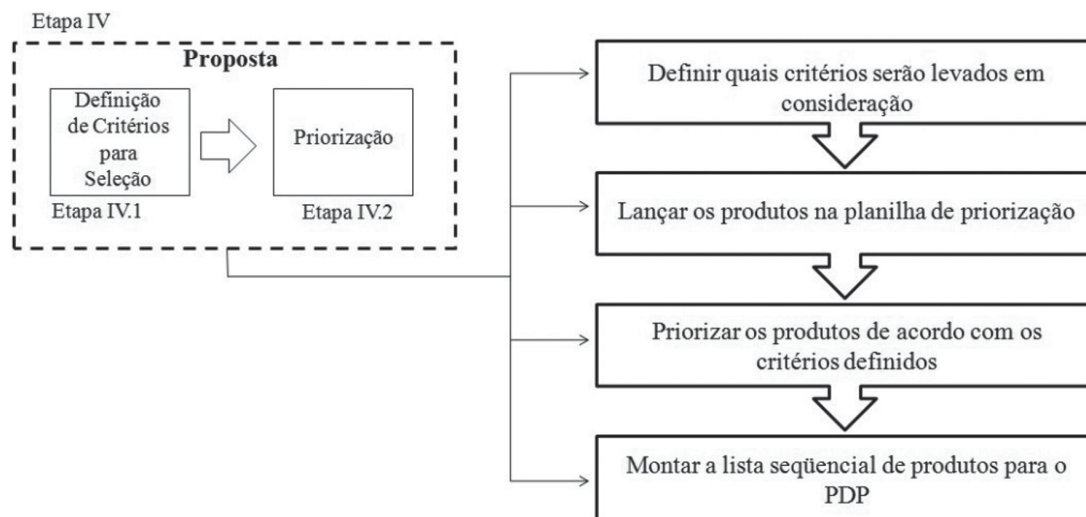 Etapa IV
Proposta
Definição
de Critérios
para
Seleção
Etapa IV.1
Priorização
Etapa IV.2
Definir quais critérios serão levados em
consideração
Lançar os produtos na planilha de priorização
Priorizar os produtos de acordo com os
critérios definidos
Montar a lista seqüencial de produtos para o
PDP